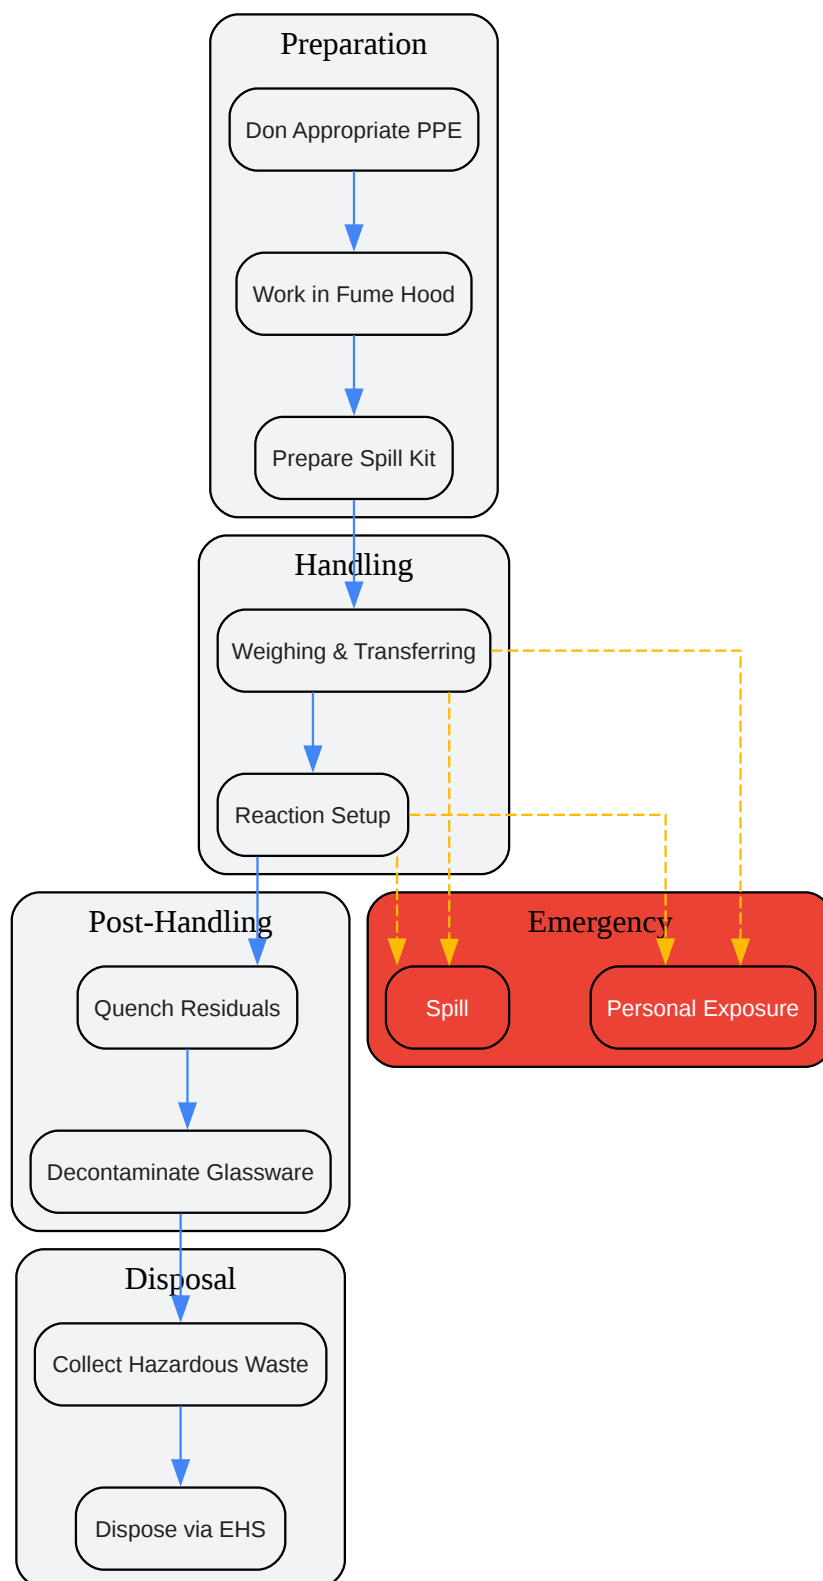 Preparation
Don Appropriate PPE
Work in Fume Hood
Prepare Spill Kit
Handling
Weighing & Transferring
Reaction Setup
Post-Handling
Emergency
Quench Residuals
Spill
Personal Exposure
Decontaminate Glassware
Disposal
Collect Hazardous Waste
Dispose via EHS